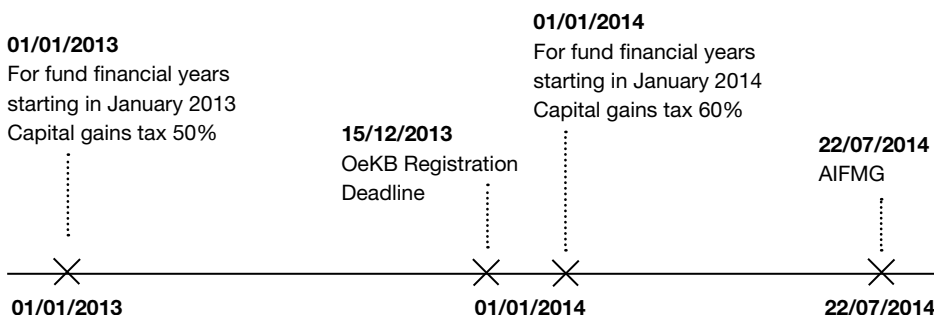 01/01/2013
For fund financial years
starting in January 2013
Capital gains tax 50%
15/12/2013
OeKB Registration
Deadline
01/01/2014
For fund financial years
starting in January 2014
Capital gains tax 60%
22/07/2014
AIFMG
01/01/2013
01/01/2014
22/07/2014